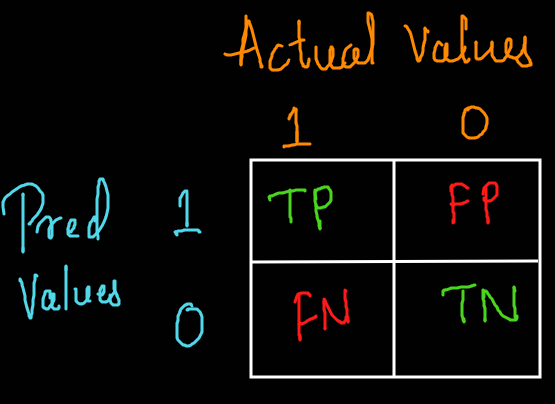 Actual Values
1 0
Pred 1 TP FP
Values 0 FN TN